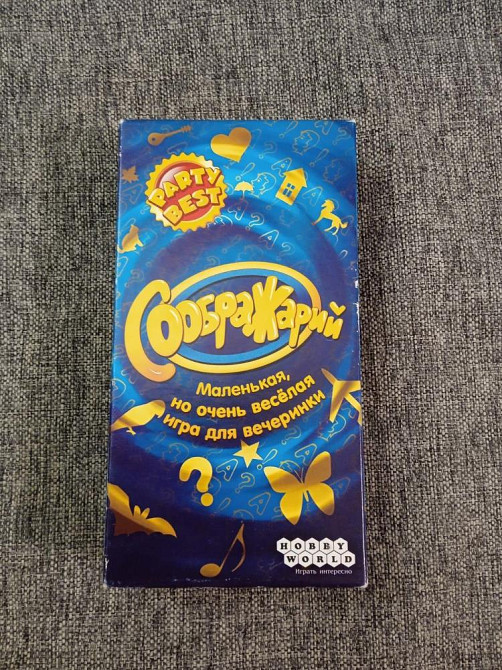 PARTY
BEST
Соображарий
Маленькая,
но очень весёлая
игра для вечеринки
HOBBY
WORLD
Играть интересно